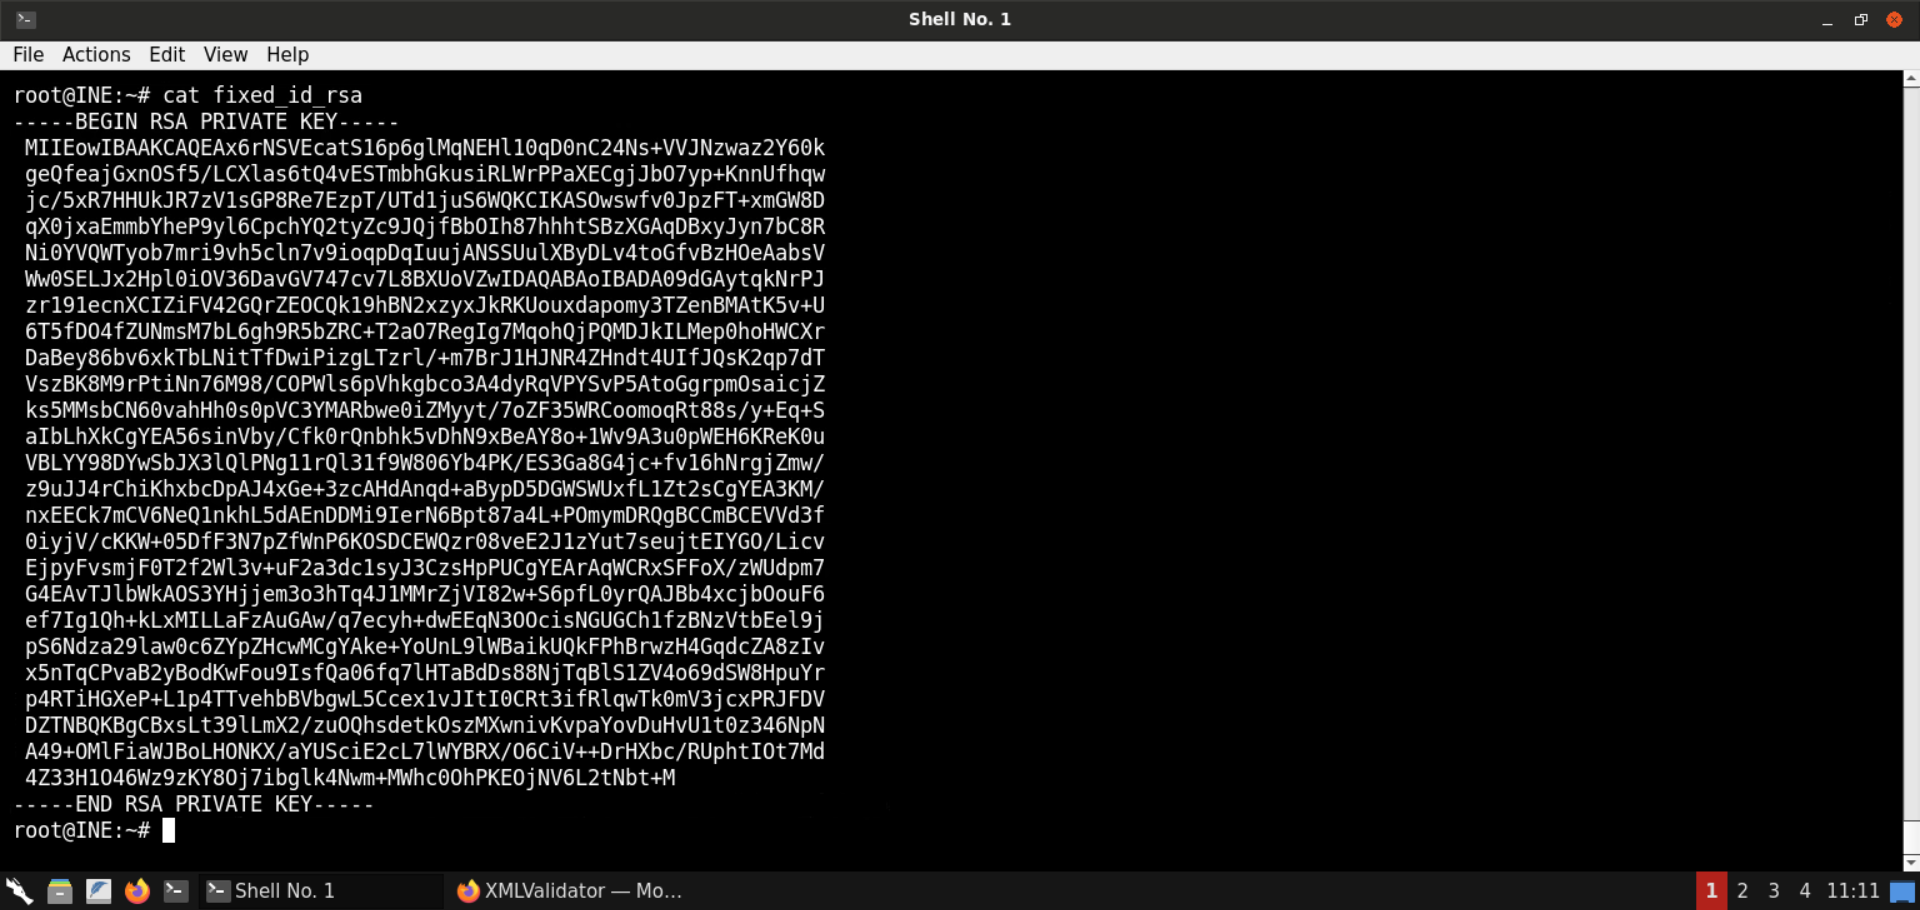 Shell No. 1
File Actions Edit View Help
root@INE:~# cat fixed_id_rsa
-----BEGIN RSA PRIVATE KEY-----
MIIEowIBAAKCAQEAx6rNSVEcatS16p6glMqNEHl10qD0nC24Ns+VVJNzwaz2Y60k
geQfeajGxnOSf5/LCXlas6tQ4vESTmbhGkusiRLWrPPaXECgjJbO7yp+KnnUfhqw
jc/5xR7HHUkJR7zV1sGP8Re7EzpT/UTd1juS6WQKCIKASOwswfv0JpzFT+xmGW8D
qX0jxaEmmbYheP9yl6CpchYQ2tyZc9JQjfBbOIh87hhhtSBzXGAqDBxyJyn7bC8R
Ni0YVQWTyob7mri9vh5cln7v9ioqpDqIuujANSSUulXByDLv4toGfvBzHOeAabsV
Ww0SELJx2Hpl0iOV36DavGV747cv7L8BXUoVZwIDAQABAoIBADA09dGAytqkNrPJ
zr191ecnXCIZiFV42GQrZEOCQk19hBN2xzyxJkRKUouxdapomy3TZenBMAtK5v+U
6T5fDO4fZUNmsM7bL6gh9R5bZRC+T2aO7RegIg7MqohQjPQMDJkILMep0hoHWCXr
DaBey86bv6xkTbLNitTfDwiPizgLTzrl/+m7BrJ1HJNR4ZHndt4UIfJQsK2qp7dT
VszBK8M9rPtiNn76M98/COPWls6pVhkgbco3A4dyRqVPYSvP5AtoGgrpmOsaicjZ
ks5MMsbCN60vahHh0s0pVC3YMARbwe0iZMyyt/7oZF35WRCoomoqRt88s/y+Eq+S
aIbLhXkCgYEA56sinVby/Cfk0rQnbhk5vDhN9xBeAY8o+1Wv9A3u0pWEH6KReK0u
VBLYY98DYwSbJX3lQlPNg11rQl31f9W806Yb4PK/ES3Ga8G4jc+fv16hNrgjZmw/
z9uJJ4rChiKhxbcDpAJ4xGe+3zcAHdAnqd+aBypD5DGWSWUxfL1Zt2sCgYEA3KM/
nxEECk7mCV6NeQ1nkhL5dAEnDDMi9IerN6Bpt87a4L+POmymDRQgBCCmBCEVVd3f
0iyjV/cKKW+05DfF3N7pZfWnP6KOSDCEWQzr08veE2J1zYut7seujtEIYGO/Licv
EjpyFvsmjF0T2f2Wl3v+uF2a3dc1syJ3CzsHpPUCgYEArAqWCRxSFFoX/zWUdpm7
G4EAvTJlbWkAOS3YHjjem3o3hTq4J1MMrZjVI82w+S6pfL0yrQAJBb4xcjbOouF6
ef7Ig1Qh+kLxMILLaFzAuGAw/q7ecyh+dwEEqN3OOcisNGUGCh1fzBNzVtbEel9j
pS6Ndza29law0c6ZYpZHcwMCgYAke+YoUnL9lWBaikUQkFPhBrwzH4GqdcZA8zIv
x5nTqCPvaB2yBodKwFou9IsfQa06fq7lHTaBdDs88NjTqBlS1ZV4o69dSW8HpuYr
p4RTiHGXeP+L1p4TTvehbBVbgwL5Ccex1vJItI0CRt3ifRlqwTk0mV3jcxPRJFDV
DZTNBQKBgCBxsLt39lLmX2/zuOQhsdetkOszMXwnivKvpaYovDuHvU1t0z346NpN
A49+OMlFiaWJBoLHONKX/aYUSciE2cL7lWYBRX/O6CiV++DrHXbc/RUphtIOt7Md
4Z33H1O46Wz9zKY8Oj7ibglk4Nwm+MWhc0OhPKEOjNV6L2tNbt+M
-----END RSA PRIVATE KEY-----
root@INE:~#
Shell No. 1 XMLValidator — Mo... 1 2 3 4 11:11